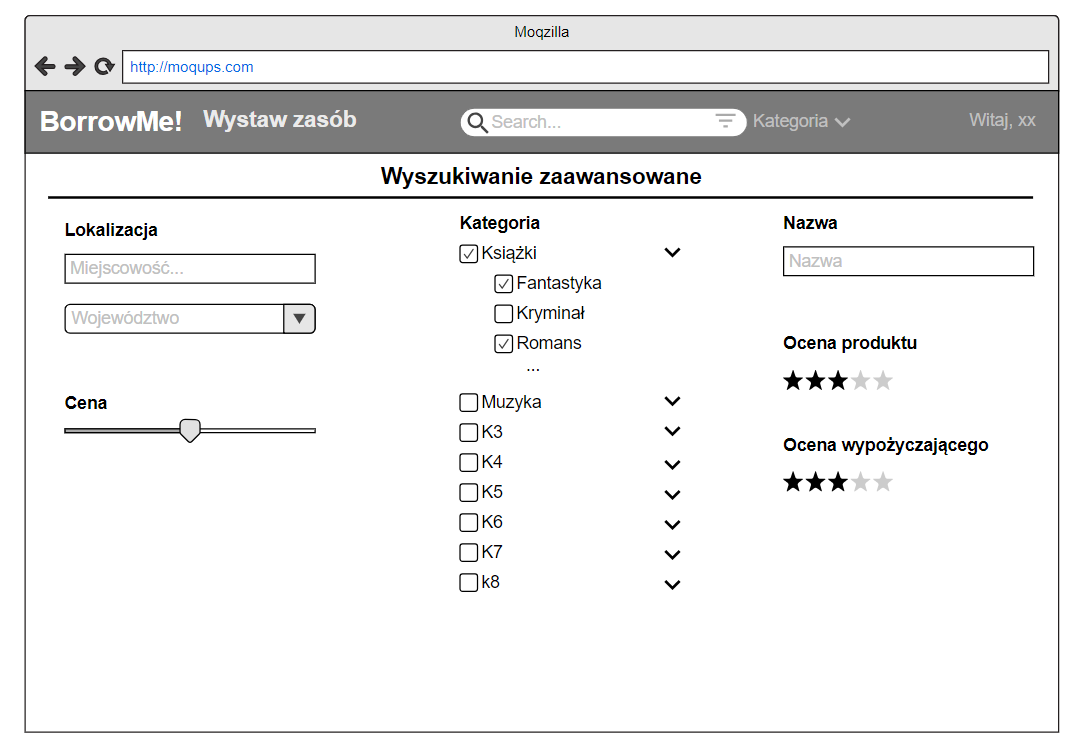 Moqzilla
http://moqups.com
BorrowMe! Wystaw zasób Search... Kategoria Witaj, xx
Wyszukiwanie zaawansowane
Lokalizacja
Miejscowość...
Województwo
Cena
Kategoria
Książki
Fantastyka
Kryminał
Romans
...
Muzyka
K3
K4
K5
K6
K7
k8
Nazwa
Nazwa
Ocena produktu
Ocena wypożyczającego